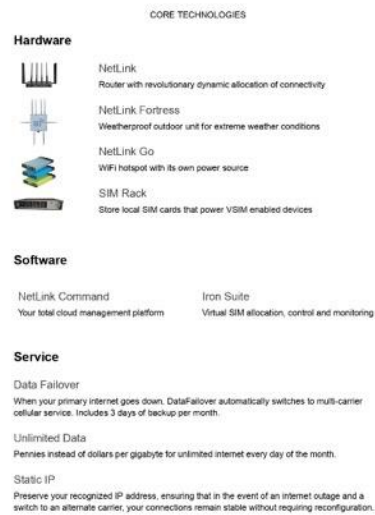 CORE TECHNOLOGIES
Hardware
NetLink
Router with revolutionary dynamic allocation of connectivity
NetLink Fortress
Weatherproof outdoor unit for extreme weather conditions
NetLink Go
WiFi hotspot with its own power source
SIM Rack
Store local SIM cards that power VSIM enabled devices
Software
NetLink Command
Your total cloud management platform
Iron Suite
Virtual SIM allocation, control and monitoring
Service
Data Failover
When your primary internet goes down, DataFailover automatically switches to multi-carrier
cellular service. Includes 3 days of backup per month.
Unlimited Data
Pennies instead of dollars per gigabyte for unlimited internet every day of the month.
Static IP
Preserve your recognized IP address, ensuring that in the event of an internet outage and a
switch to an alternate carrier, your connections remain stable without requiring reconfiguration.